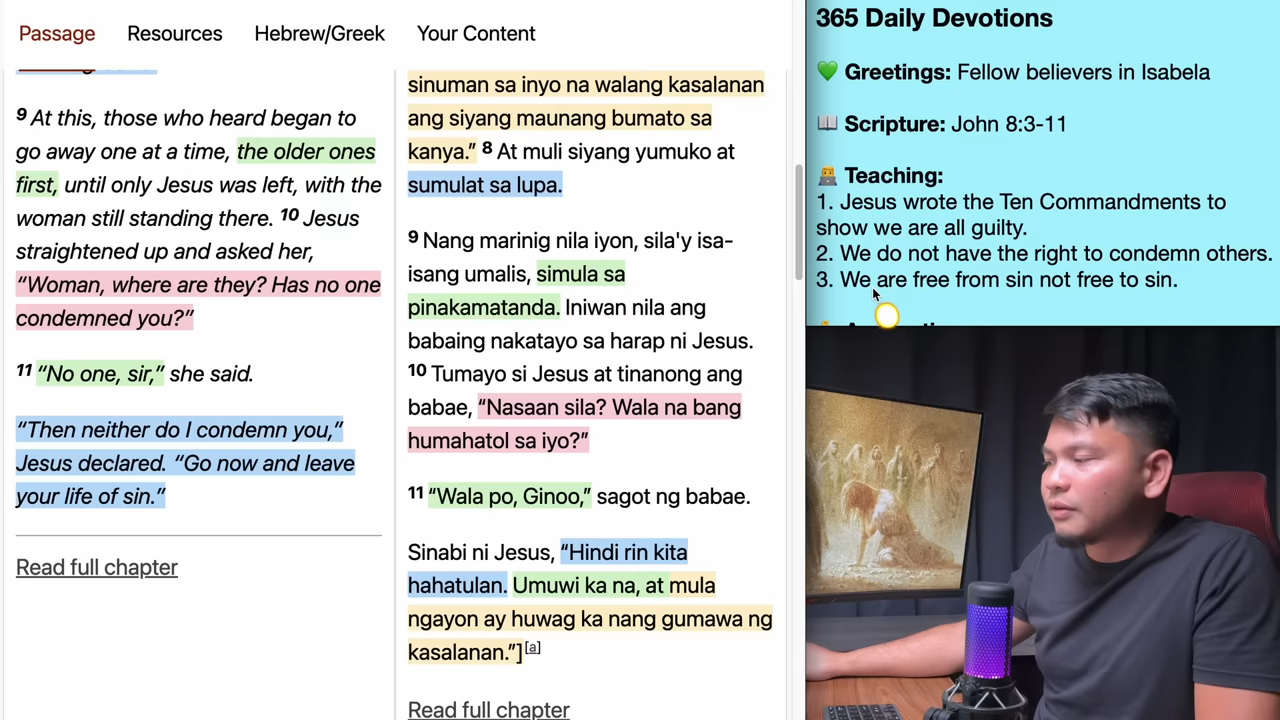 Passage
Resources
Hebrew/Greek
Your Content
9 At this, those who heard began to
go away one at a time, the older ones
first, until only Jesus was left, with the
woman still standing there. 10 Jesus
straightened up and asked her,
“Woman, where are they? Has no one
condemned you?”
11 “No one, sir,” she said.
“Then neither do I condemn you,”
Jesus declared. “Go now and leave
your life of sin.”
Read full chapter
sinuman sa inyo na walang kasalanan
ang siyang maunang bumato sa
kanya.” 8 At muli siyang yumuko at
sumulat sa lupa.
9 Nang marinig nila iyon, sila'y isa-
isang umalis, simula sa
pinakamatanda. Iniwan nila ang
babaing nakatayo sa harap ni Jesus.
10 Tumayo si Jesus at tinanong ang
babae, “Nasaan sila? Wala na bang
humahatol sa iyo?”
11 “Wala po, Ginoo,” sagot ng babae.
Sinabi ni Jesus, “Hindi rin kita
hahatulan. Umuwi ka na, at mula
ngayon ay huwag ka nang gumawa ng
kasalanan.”][a]
Read full chapter
365 Daily Devotions
💚 Greetings: Fellow believers in Isabela
📖 Scripture: John 8:3-11
👨‍💻 Teaching:
1. Jesus wrote the Ten Commandments to
show we are all guilty.
2. We do not have the right to condemn others.
3. We are free from sin not free to sin.